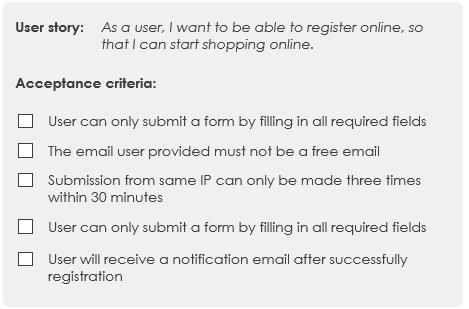 User story: As a user, I want to be able to register online, so
that I can start shopping online.
Acceptance criteria:
User can only submit a form by filling in all required fields
The email user provided must not be a free email
Submission from same IP can only be made three times
within 30 minutes
User can only submit a form by filling in all required fields
User will receive a notification email after successfully
registration